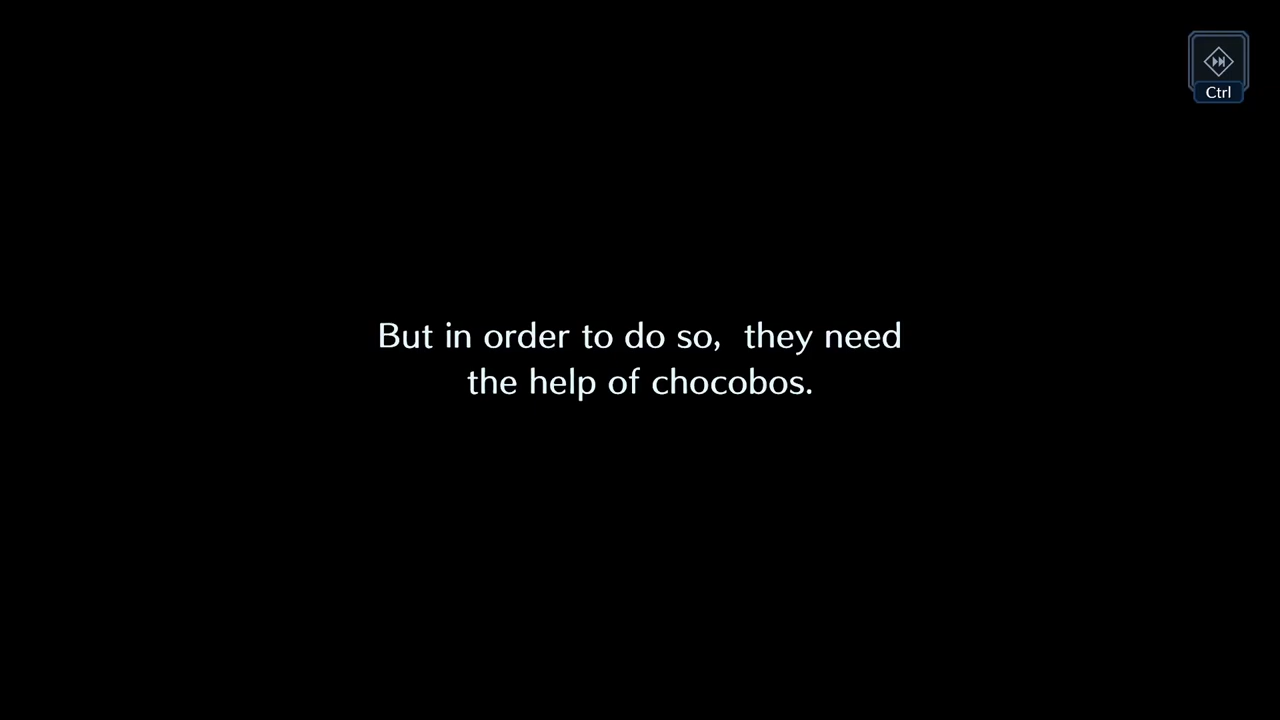 Ctrl
But in order to do so,  they need
the help of chocobos.